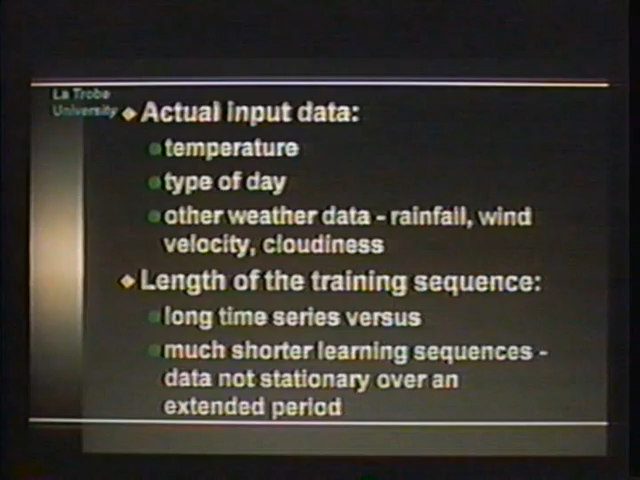 La Trobe
University
Actual input data:
temperature
type of day
other weather data - rainfall, wind
velocity, cloudiness
Length of the training sequence:
long time series versus
much shorter learning sequences -
data not stationary over an
extended period